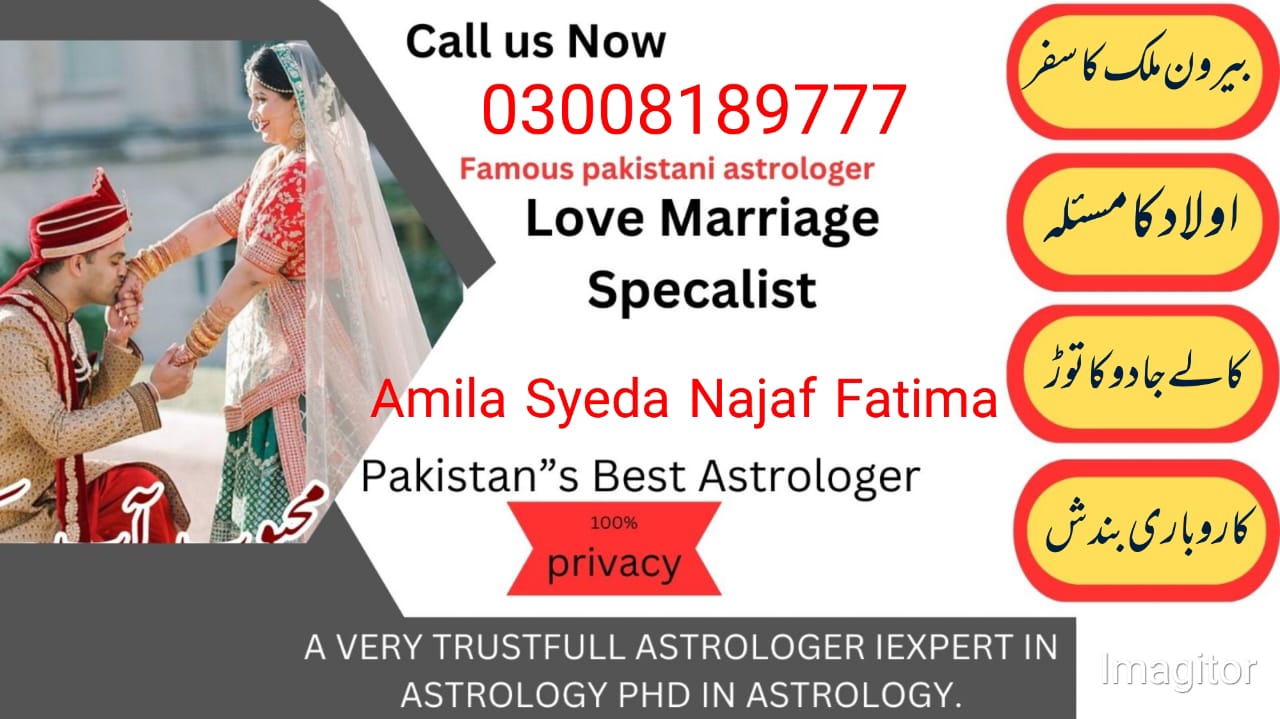 Call us Now
03008189777
Famous pakistani astrologer
Love Marriage
Specalist
Amila Syeda Najaf Fatima
Pakistan”s Best Astrologer
100%
privacy
A VERY TRUSTFULL ASTROLOGER IEXPERT IN
ASTROLOGY PHD IN ASTROLOGY.
بیرون ملک کا سفر
اولاد کا مسئلہ
کالے جادو کا توڑ
کاروباری بندش
Imagitor